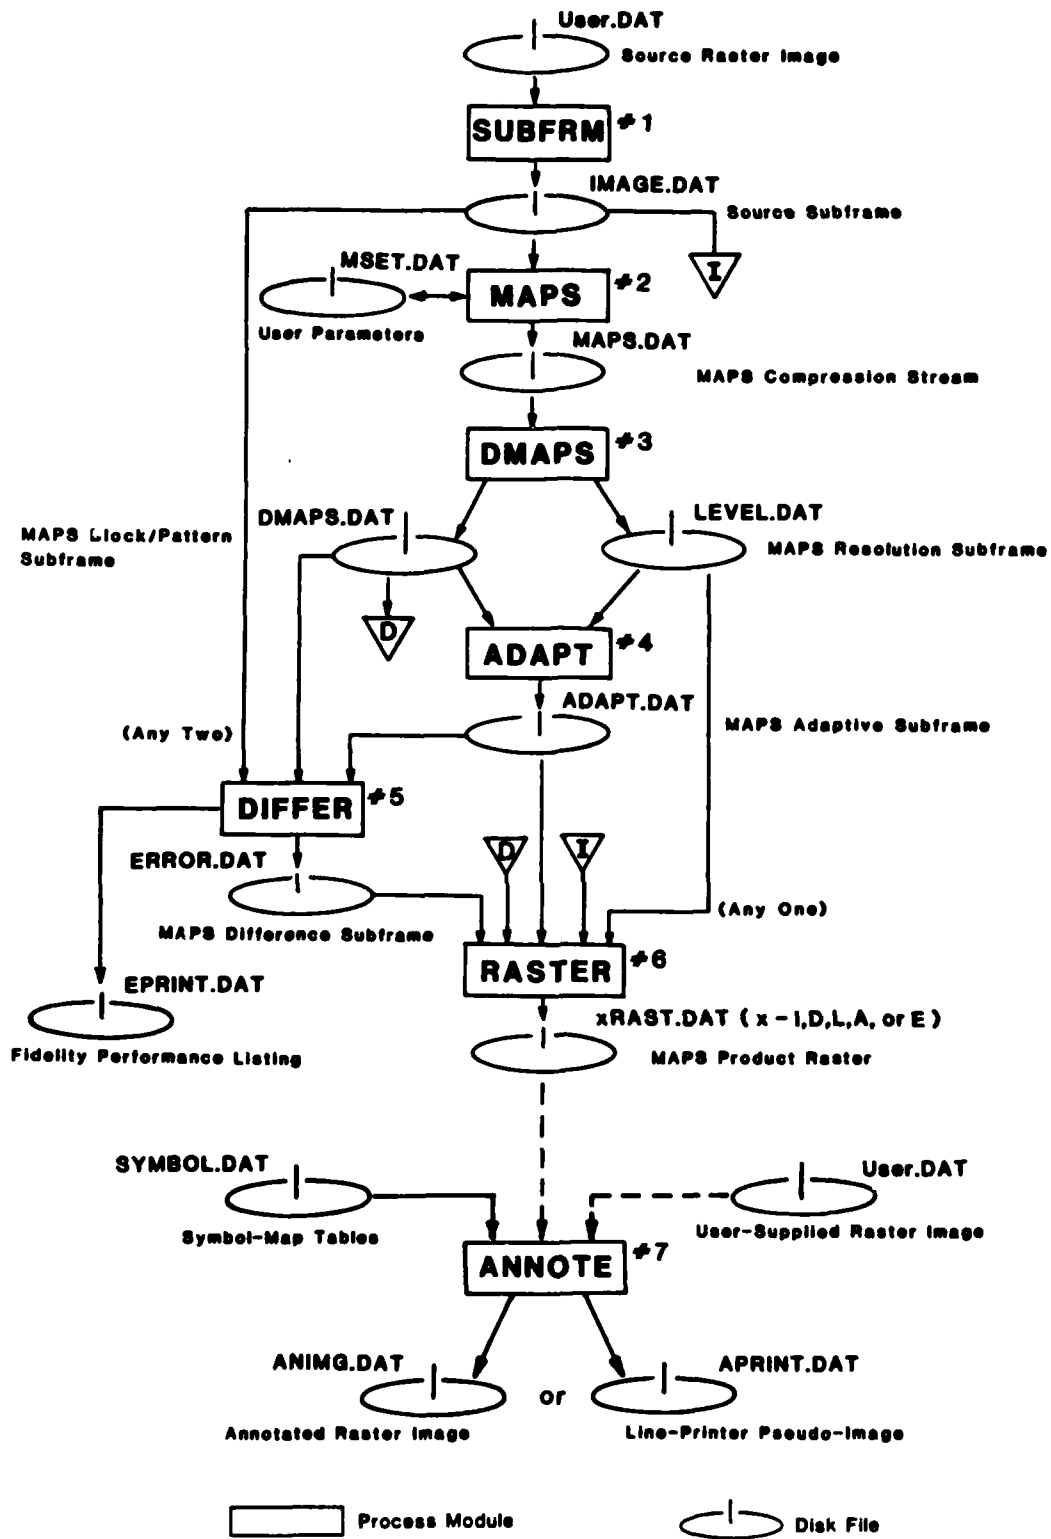 User.DAT
Source Raster Image
SUBFRM #1
IMAGE.DAT
Source Subframe
I
MSET.DAT
MAPS #2
User Parameters
MAPS.DAT
MAPS Compression Stream
DMAPS #3
DMAPS.DAT
LEVEL.DAT
MAPS Block/Pattern
Subframe
MAPS Resolution Subframe
D
ADAPT #4
ADAPT.DAT
MAPS Adaptive Subframe
(Any Two)
DIFFER #5
ERROR.DAT
D
I
(Any One)
MAPS Difference Subframe
RASTER #6
EPRINT.DAT
xRAST.DAT ( x - I,D,L,A, or E )
Fidelity Performance Listing
MAPS Product Raster
SYMBOL.DAT
User.DAT
Symbol-Map Tables
User-Supplied Raster Image
ANNOTE #7
ANIMG.DAT
APRINT.DAT
or
Annotated Raster Image
Line-Printer Pseudo-Image
Process Module
Disk File